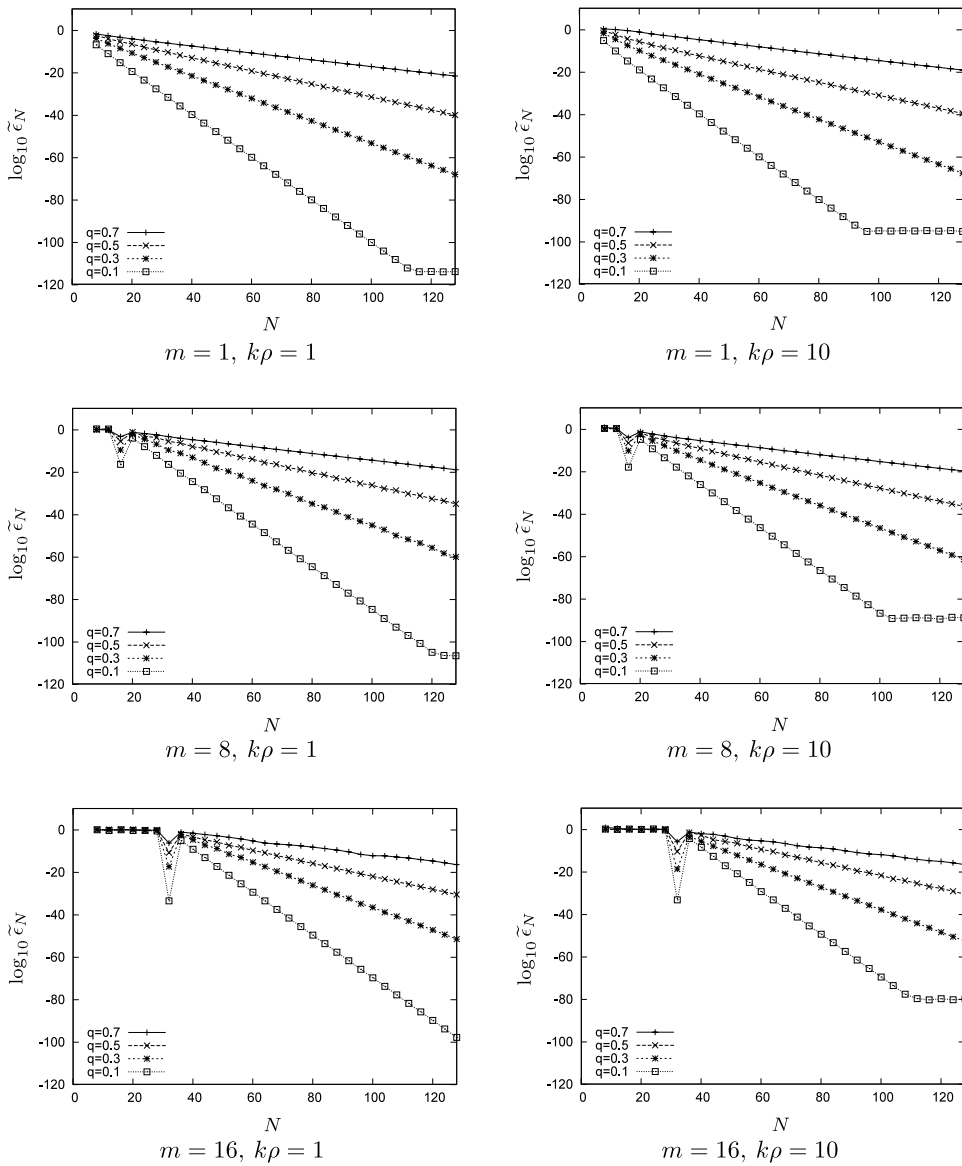 0
-20
-40
-60
-80
-100
-120
log₁₀ ε̃_N
q=0.7
q=0.5
q=0.3
q=0.1
0 20 40 60 80 100 120
N
m = 1, kρ = 1
0
-20
-40
-60
-80
-100
-120
log₁₀ ε̃_N
q=0.7
q=0.5
q=0.3
q=0.1
0 20 40 60 80 100 120
N
m = 1, kρ = 10
0
-20
-40
-60
-80
-100
-120
log₁₀ ε̃_N
q=0.7
q=0.5
q=0.3
q=0.1
0 20 40 60 80 100 120
N
m = 8, kρ = 1
0
-20
-40
-60
-80
-100
-120
log₁₀ ε̃_N
q=0.7
q=0.5
q=0.3
q=0.1
0 20 40 60 80 100 120
N
m = 8, kρ = 10
0
-20
-40
-60
-80
-100
-120
log₁₀ ε̃_N
q=0.7
q=0.5
q=0.3
q=0.1
0 20 40 60 80 100 120
N
m = 16, kρ = 1
0
-20
-40
-60
-80
-100
-120
log₁₀ ε̃_N
q=0.7
q=0.5
q=0.3
q=0.1
0 20 40 60 80 100 120
N
m = 16, kρ = 10